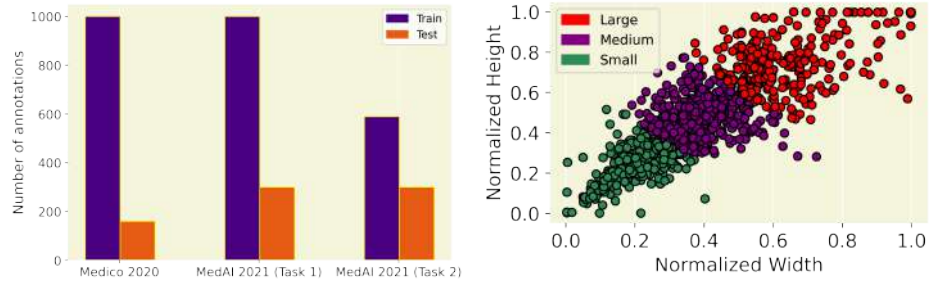 Number of annotations
1000
800
600
400
200
0
Train
Test
Medico 2020
MedAI 2021 (Task 1)
MedAI 2021 (Task 2)
Normalized Height
1.0
0.8
0.6
0.4
0.2
0.0
Large
Medium
Small
0.0 0.2 0.4 0.6 0.8 1.0
Normalized Width